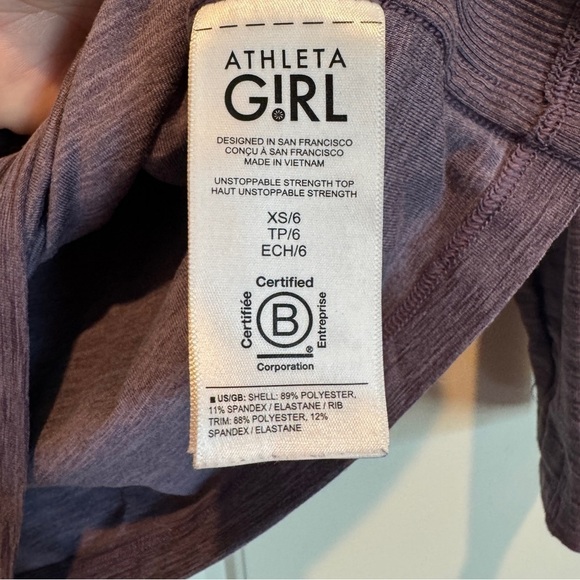 ATHLETA
G!RL
DESIGNED IN SAN FRANCISCO
CONÇU À SAN FRANCISCO
MADE IN VIETNAM
UNSTOPPABLE STRENGTH TOP
HAUT UNSTOPPABLE STRENGTH
XS/6
TP/6
ECH/6
Certified
Certifiée
B
Entreprise
®
Corporation
■ US/GB: SHELL: 89% POLYESTER,
11% SPANDEX / ELASTANE / RIB
TRIM: 88% POLYESTER, 12%
SPANDEX / ELASTANE